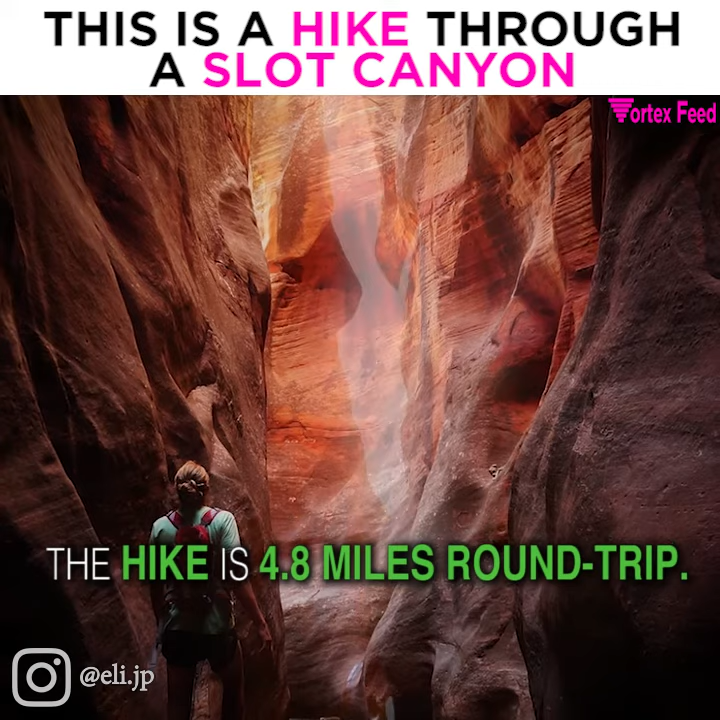 THIS IS A HIKE THROUGH
A SLOT CANYON
Vortex Feed
THE HIKE IS 4.8 MILES ROUND-TRIP.
@eli.jp